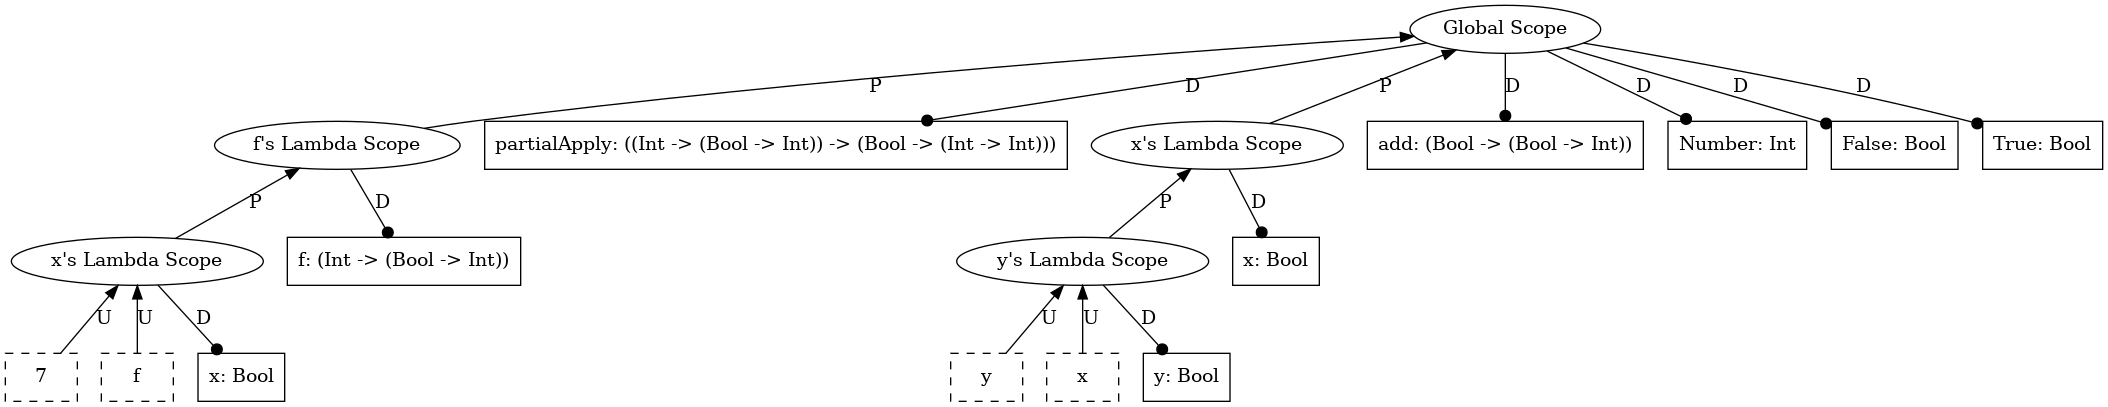 Global Scope
P
D
P
D
D
D
D
f's Lambda Scope
partialApply: ((Int -> (Bool -> Int)) -> (Bool -> (Int -> Int)))
x's Lambda Scope
add: (Bool -> (Bool -> Int))
Number: Int
False: Bool
True: Bool
P
D
P
D
x's Lambda Scope
f: (Int -> (Bool -> Int))
y's Lambda Scope
x: Bool
U
U
D
U
U
D
7
f
x: Bool
y
x
y: Bool